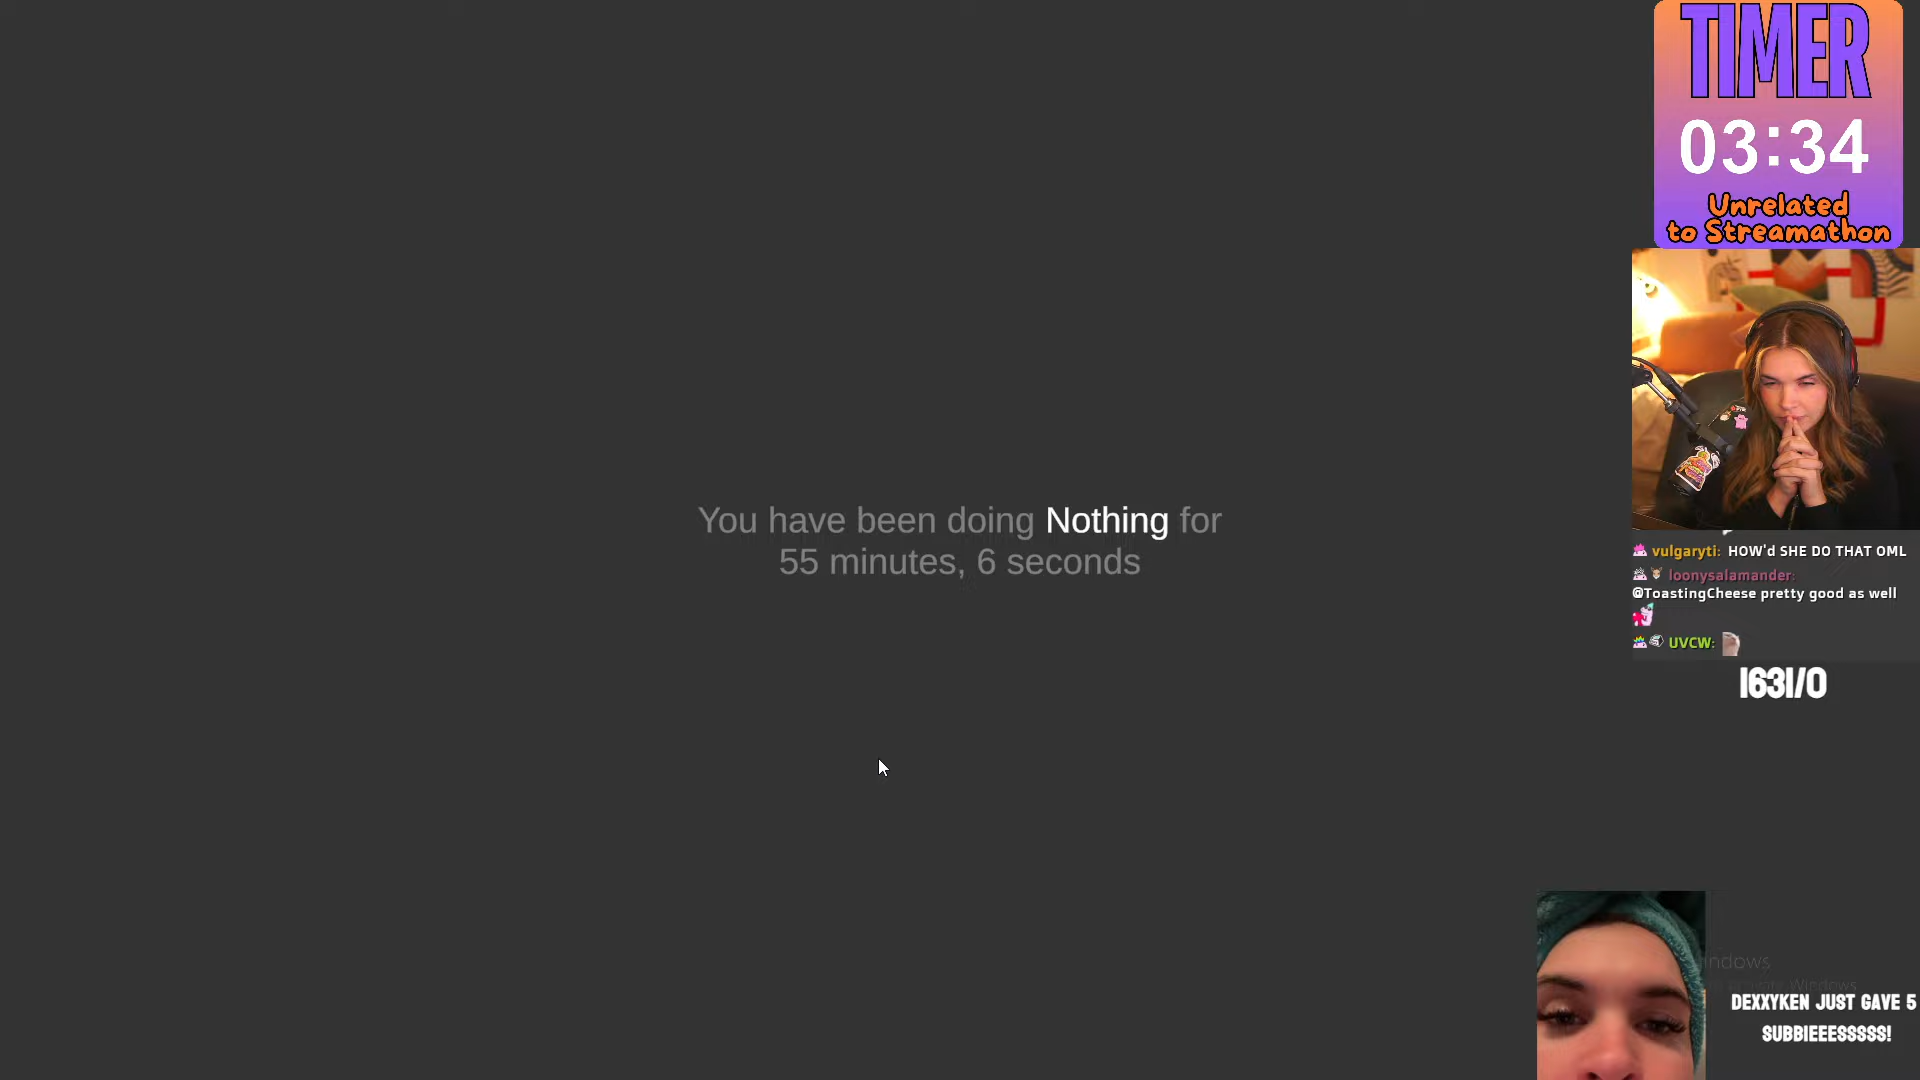 TIMER
03:34
Unrelated
to Streamathon
You have been doing Nothing for
55 minutes, 6 seconds
vulgaryti: HOW'd SHE DO THAT OML
loonysalamander:
@ToastingCheese pretty good as well
UVCW:
1631/0
Windows
DEXXYKEN JUST GAVE 5
SUBBIEEESSSSS!